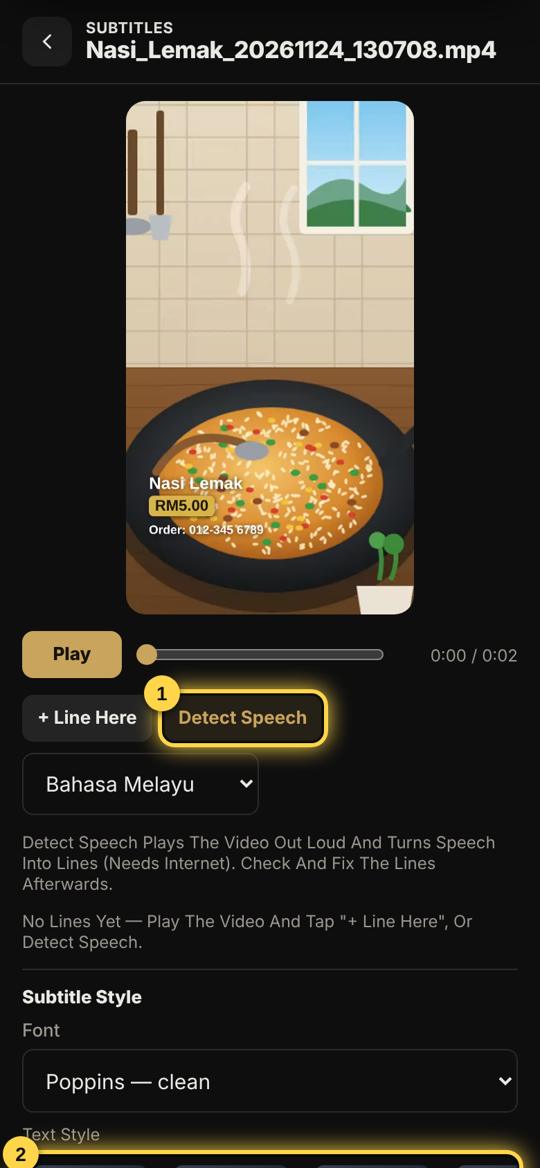 SUBTITLES
Nasi_Lemak_20261124_130708.mp4
Nasi Lemak
RM5.00
Order: 012-345 6789
Play
0:00 / 0:02
1
+ Line Here
Detect Speech
Bahasa Melayu
Detect Speech Plays The Video Out Loud And Turns Speech
Into Lines (Needs Internet). Check And Fix The Lines
Afterwards.
No Lines Yet — Play The Video And Tap "+ Line Here", Or
Detect Speech.
Subtitle Style
Font
Poppins — clean
Text Style
2